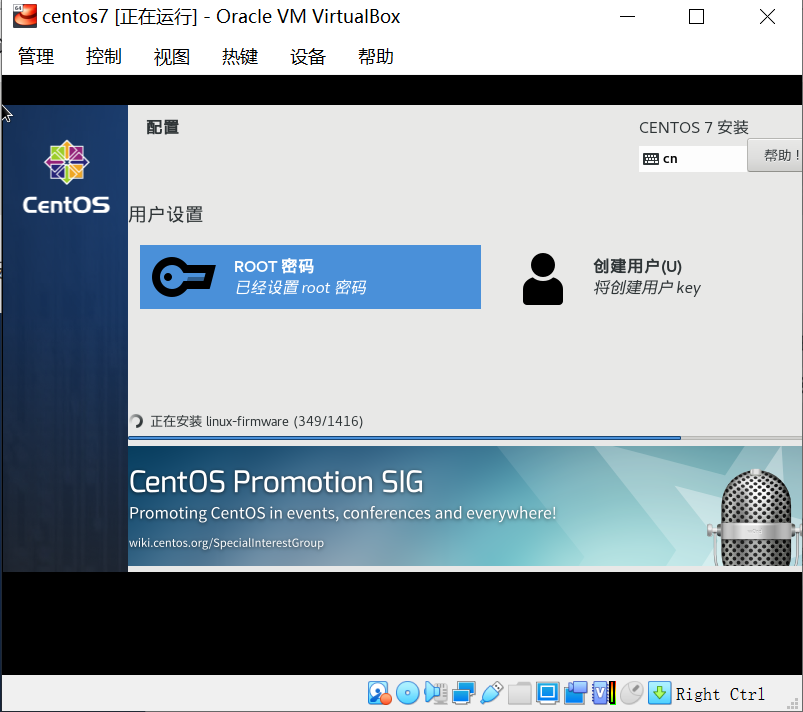 centos7 [正在运行] - Oracle VM VirtualBox
管理 控制 视图 热键 设备 帮助
配置
CENTOS 7 安装
cn
帮助！
CentOS
用户设置
ROOT 密码
已经设置 root 密码
创建用户(U)
将创建用户 key
正在安装 linux-firmware (349/1416)
CentOS Promotion SIG
Promoting CentOS in events, conferences and everywhere!
wiki.centos.org/SpecialInterestGroup
Right Ctrl